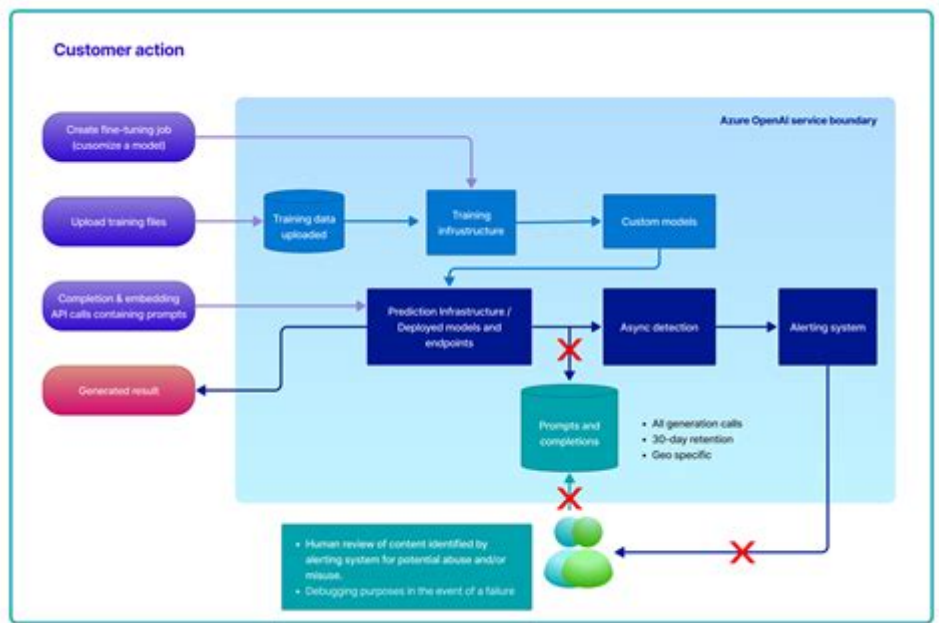 Customer action
Azure OpenAI service boundary
Create fine-tuning job
(cusomize a model)
Upload training files
Training data
uploaded
Training
infrustructure
Custom models
Completion & embedding
API calls containing prompts
Prediction Infrastructure /
Deployed models and
endpoints
Async detection
Alerting system
Generated result
Prompts and
completions
• All generation calls
• 30-day retention
• Geo specific
• Human review of content identified by
alerting system for potential abuse and/or
misuse.
• Debugging purposes in the event of a failure